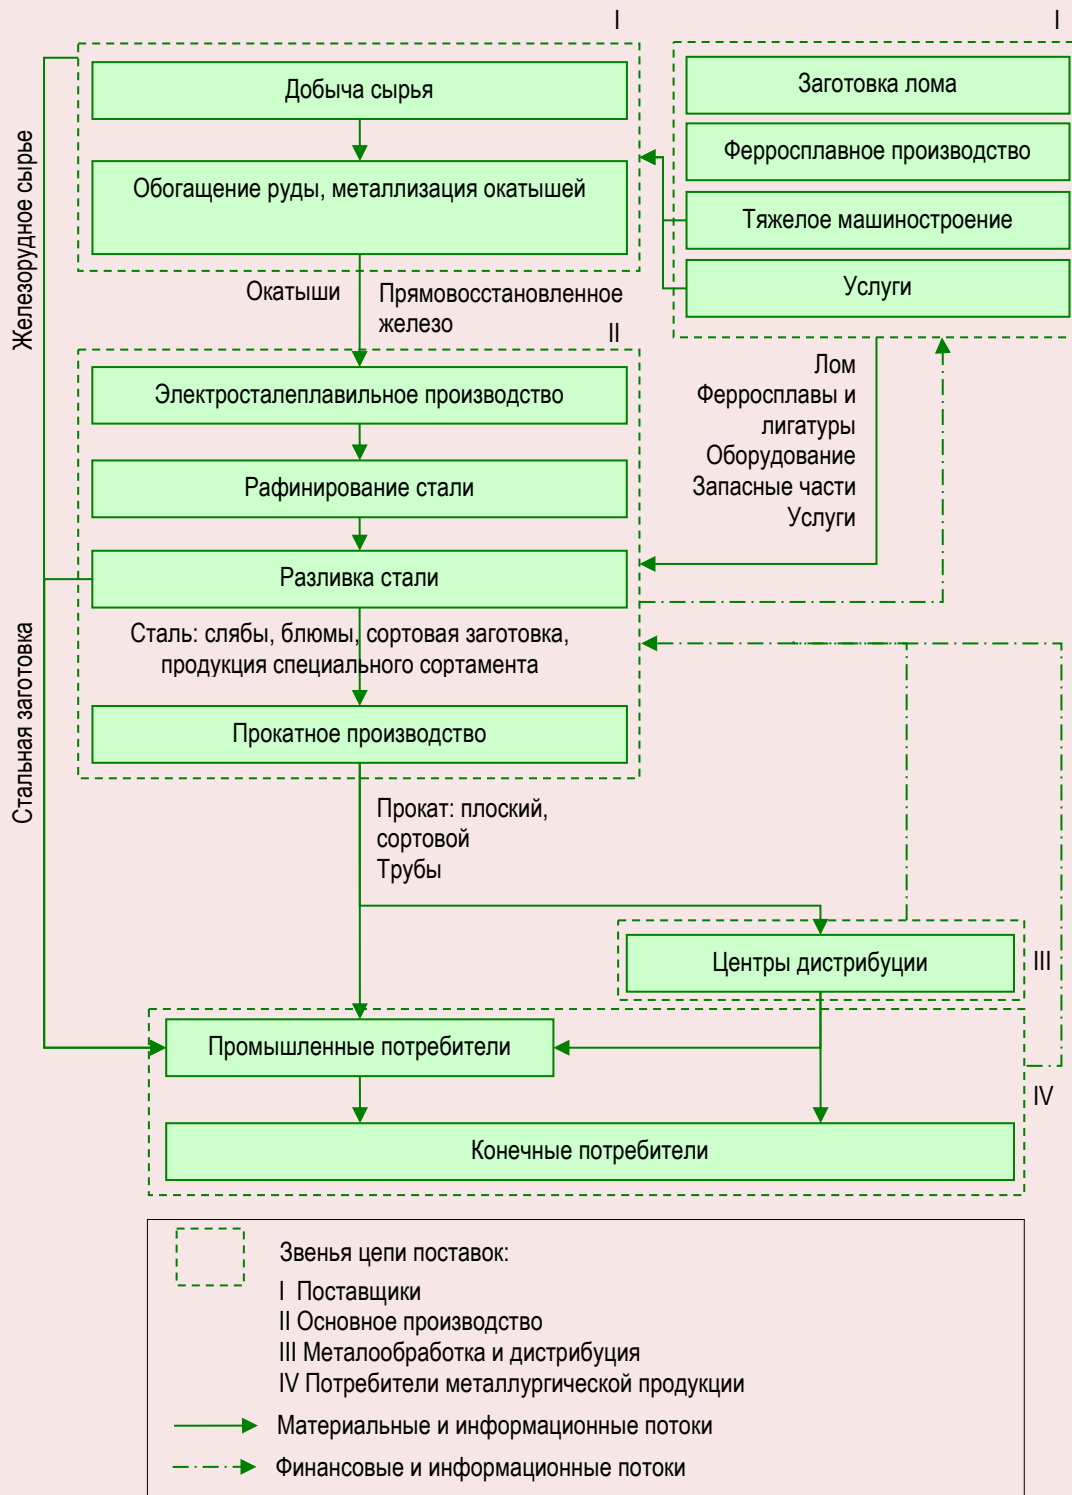 I
I
Добыча сырья
Обогащение руды, металлизация окатышей
Заготовка лома
Ферросплавное производство
Тяжелое машиностроение
Услуги
Железорудное сырье
Окатыши
Прямовосстановленное
железо
II
Лом
Ферросплавы и
лигатуры
Оборудование
Запасные части
Услуги
Электросталеплавильное производство
Рафинирование стали
Разливка стали
Сталь: слябы, блюмы, сортовая заготовка,
продукция специального сортамента
Прокатное производство
Стальная заготовка
Прокат: плоский,
сортовой
Трубы
Центры дистрибуции
III
Промышленные потребители
IV
Конечные потребители
Звенья цепи поставок:
I Поставщики
II Основное производство
III Металообработка и дистрибуция
IV Потребители металлургической продукции
Материальные и информационные потоки
Финансовые и информационные потоки